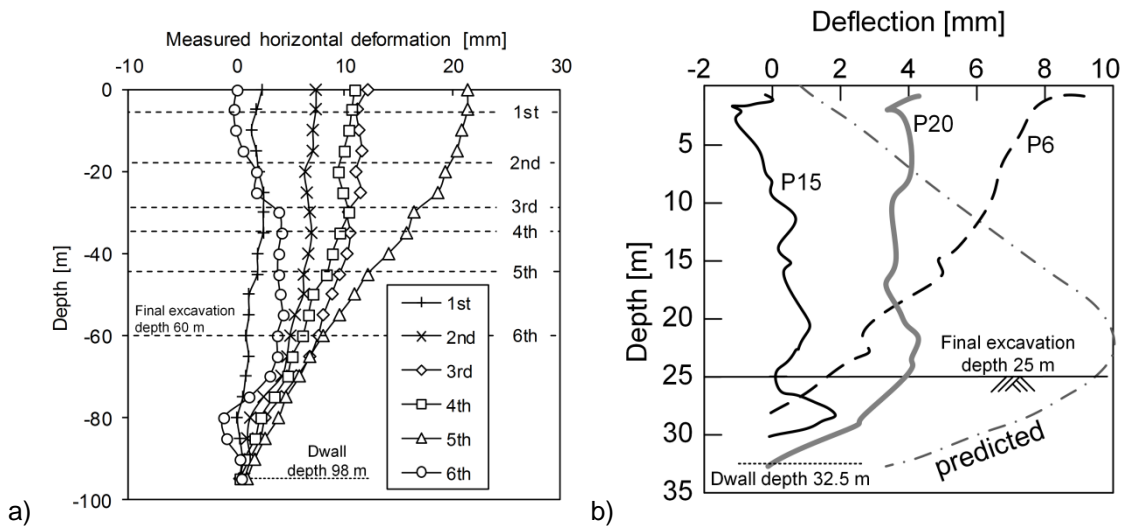 Measured horizontal deformation [mm]
-10 0 10 20 30
0
-20
-40
-60
-80
-100
Depth [m]
1st
2nd
3rd
4th
5th
6th
Final excavation
depth 60 m
1st
2nd
3rd
4th
5th
6th
Dwall
depth 98 m
a)
Deflection [mm]
-2 0 2 4 6 8 10
5
10
15
20
25
30
35
Depth [m]
P20
P6
P15
Final excavation
depth 25 m
predicted
Dwall depth 32.5 m
b)